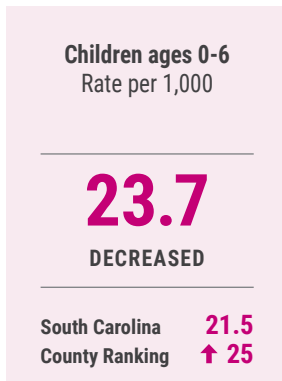 Children ages 0-6
Rate per 1,000
23.7
DECREASED
South Carolina 21.5
County Ranking ↑ 25